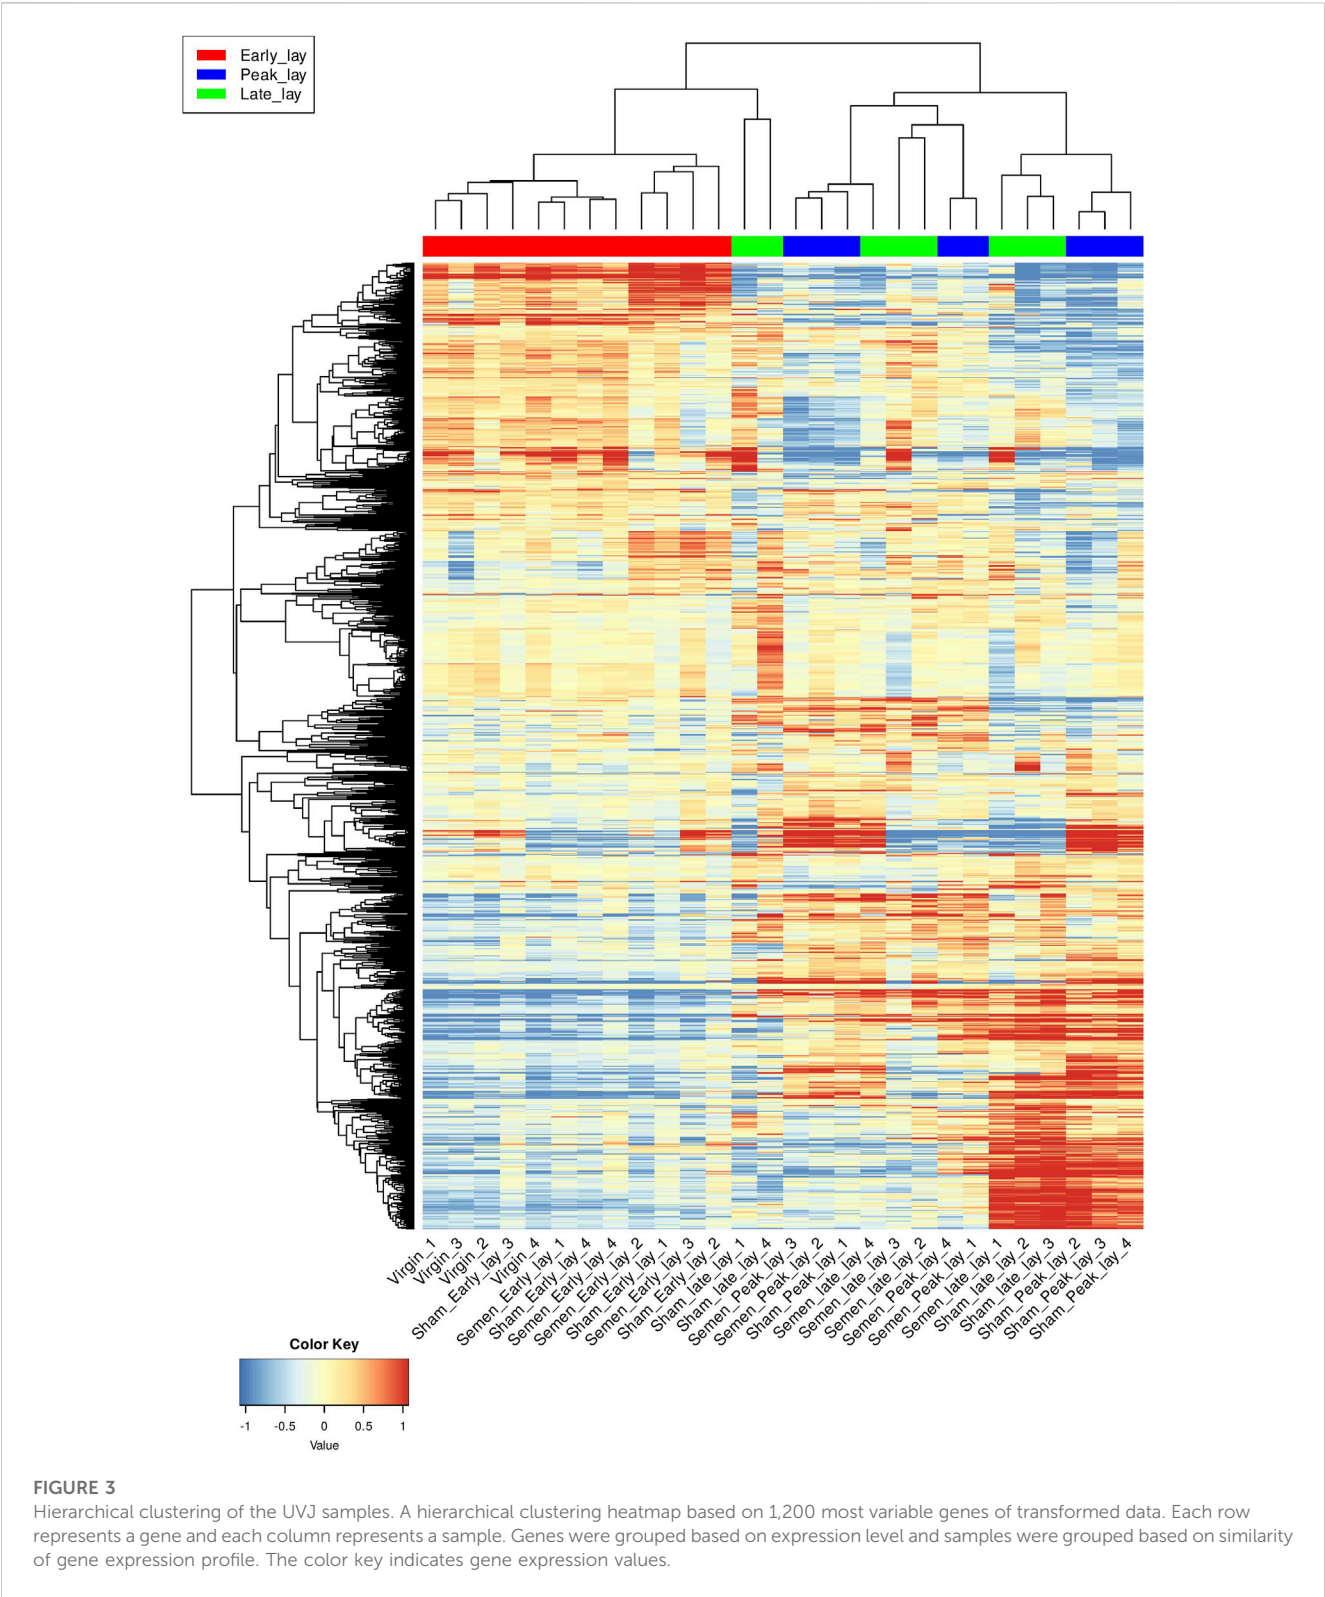 Early_lay
Peak_lay
Late_lay
Virgin_1
Virgin_3
Virgin_2
Sham_Early_lay_3
Virgin_4
Semen_Early_lay_1
Sham_Early_lay_4
Semen_Early_lay_4
Semen_Early_lay_2
Sham_Early_lay_1
Semen_Early_lay_3
Sham_Early_lay_2
Sham_late_lay_1
Sham_late_lay_4
Semen_Peak_lay_3
Semen_Peak_lay_2
Sham_Peak_lay_1
Semen_late_lay_4
Semen_late_lay_3
Semen_late_lay_2
Semen_Peak_lay_4
Semen_Peak_lay_1
Semen_late_lay_1
Sham_late_lay_2
Sham_late_lay_3
Sham_Peak_lay_2
Sham_Peak_lay_3
Sham_Peak_lay_4
Color Key
-1 -0.5 0 0.5 1
Value
FIGURE 3
Hierarchical clustering of the UVJ samples. A hierarchical clustering heatmap based on 1,200 most variable genes of transformed data. Each row
represents a gene and each column represents a sample. Genes were grouped based on expression level and samples were grouped based on similarity
of gene expression profile. The color key indicates gene expression values.